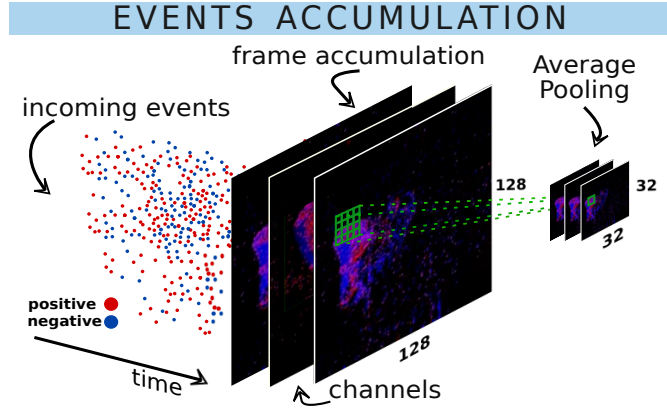 EVENTS ACCUMULATION
frame accumulation
Average
Pooling
incoming events
128
32
32
positive
negative
128
time
channels